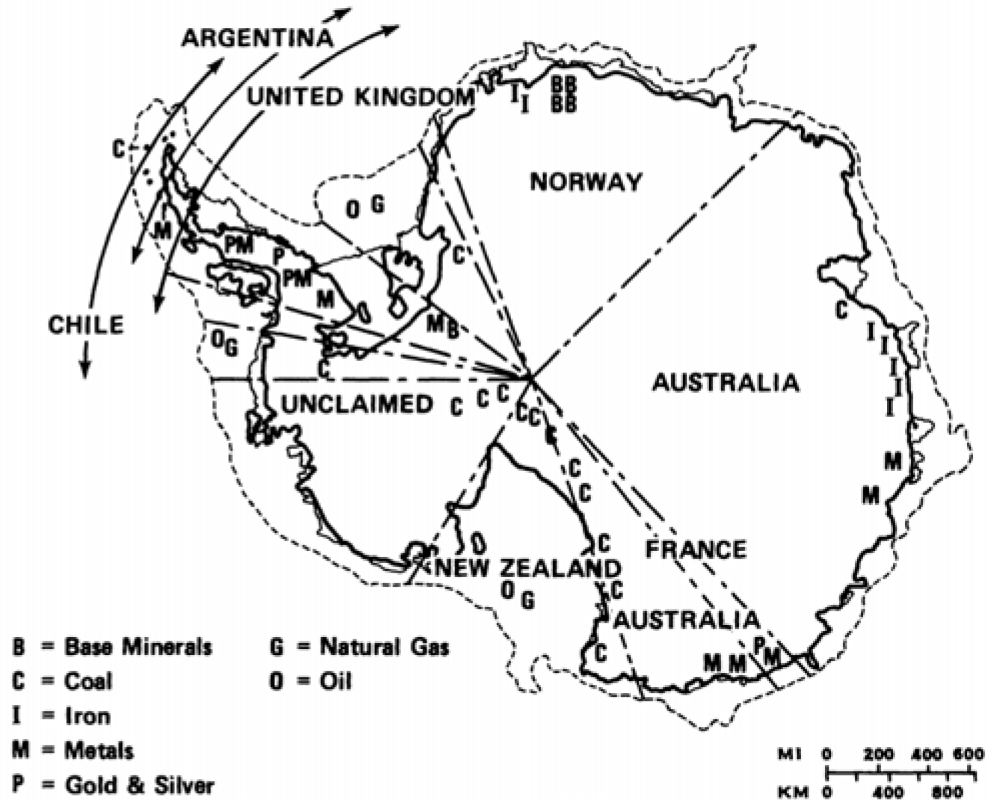 ARGENTINA
UNITED KINGDOM
I I BB
BB
C
NORWAY
O G
M
PM
P
PM
C
M
M B
C
CHILE
O G
C
I
I
I
I
I
AUSTRALIA
UNCLAIMED
C C C
C C
C
C
C
M
M
C
FRANCE
NEW ZEALAND
O G
C
AUSTRALIA
C
M M P M
B = Base Minerals
G = Natural Gas
C = Coal
O = Oil
I = Iron
M = Metals
P = Gold & Silver
MI 0 200 400 600
KM 0 400 800